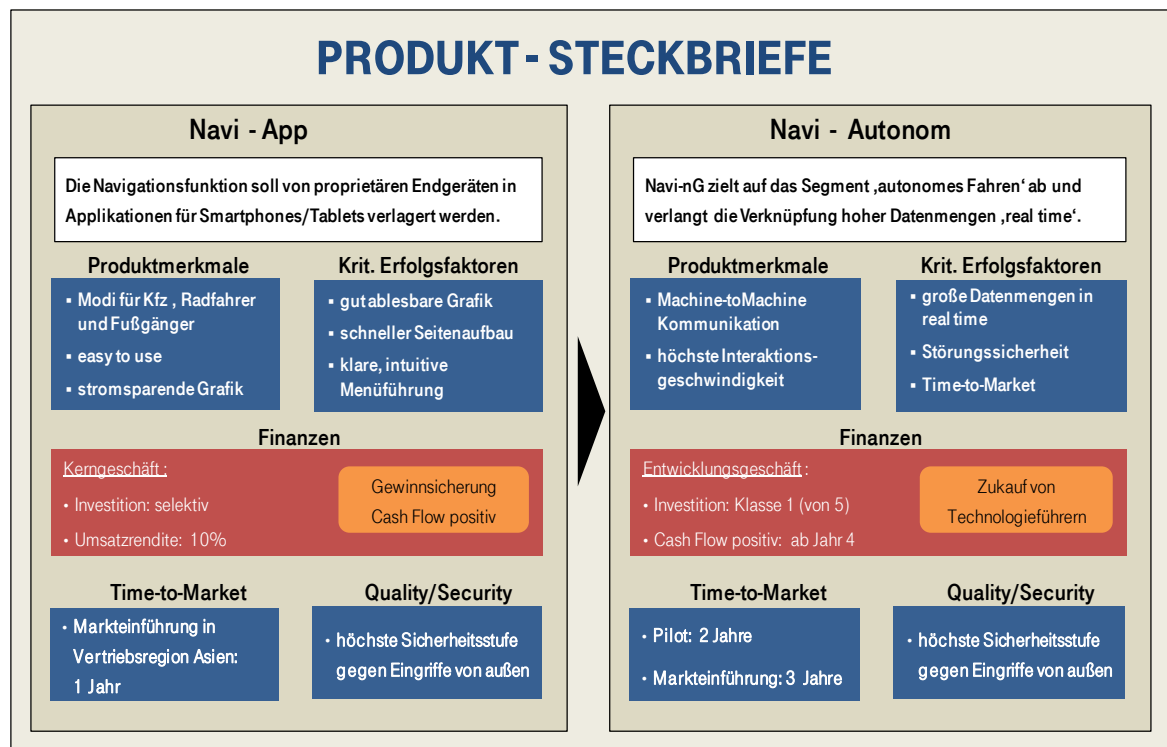 PRODUKT - STECKBRIEFE
Navi - App
Die Navigationsfunktion soll von proprietären Endgeräten in
Applikationen für Smartphones/Tablets verlagert werden.
Produktmerkmale
▪ Modi für Kfz , Radfahrer
und Fußgänger
▪ easy to use
▪ stromsparende Grafik
Krit. Erfolgsfaktoren
▪ gut ablesbare Grafik
▪ schneller Seitenaufbau
▪ klare, intuitive
Menüführung
Finanzen
Kerngeschäft :
• Investition: selektiv
• Umsatzrendite: 10%
Gewinnsicherung
Cash Flow positiv
Time-to-Market
• Markteinführung in
Vertriebsregion Asien:
1 Jahr
Quality/Security
• höchste Sicherheitsstufe
gegen Eingriffe von außen
Navi - Autonom
Navi-nG zielt auf das Segment ‚autonomes Fahren‘ ab und
verlangt die Verknüpfung hoher Datenmengen ‚real time‘.
Produktmerkmale
▪ Machine-toMachine
Kommunikation
▪ höchste Interaktions-
geschwindigkeit
Krit. Erfolgsfaktoren
▪ große Datenmengen in
real time
▪ Störungssicherheit
▪ Time-to-Market
Finanzen
Entwicklungsgeschäft :
• Investition: Klasse 1 (von 5)
• Cash Flow positiv: ab Jahr 4
Zukauf von
Technologieführern
Time-to-Market
• Pilot: 2 Jahre
• Markteinführung: 3 Jahre
Quality/Security
• höchste Sicherheitsstufe
gegen Eingriffe von außen